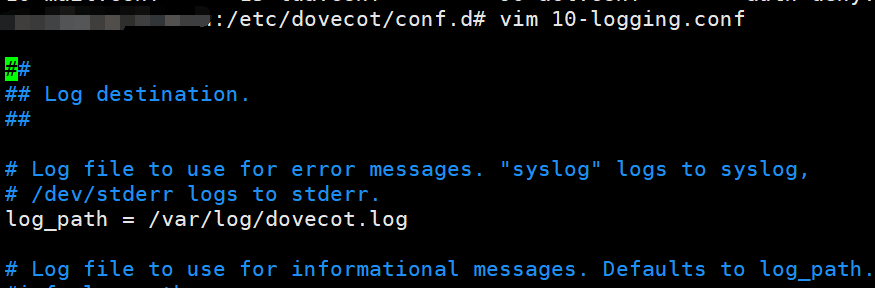 :/etc/dovecot/conf.d# vim 10-logging.conf
##
## Log destination.
##
# Log file to use for error messages. "syslog" logs to syslog,
# /dev/stderr logs to stderr.
log_path = /var/log/dovecot.log
# Log file to use for informational messages. Defaults to log_path.